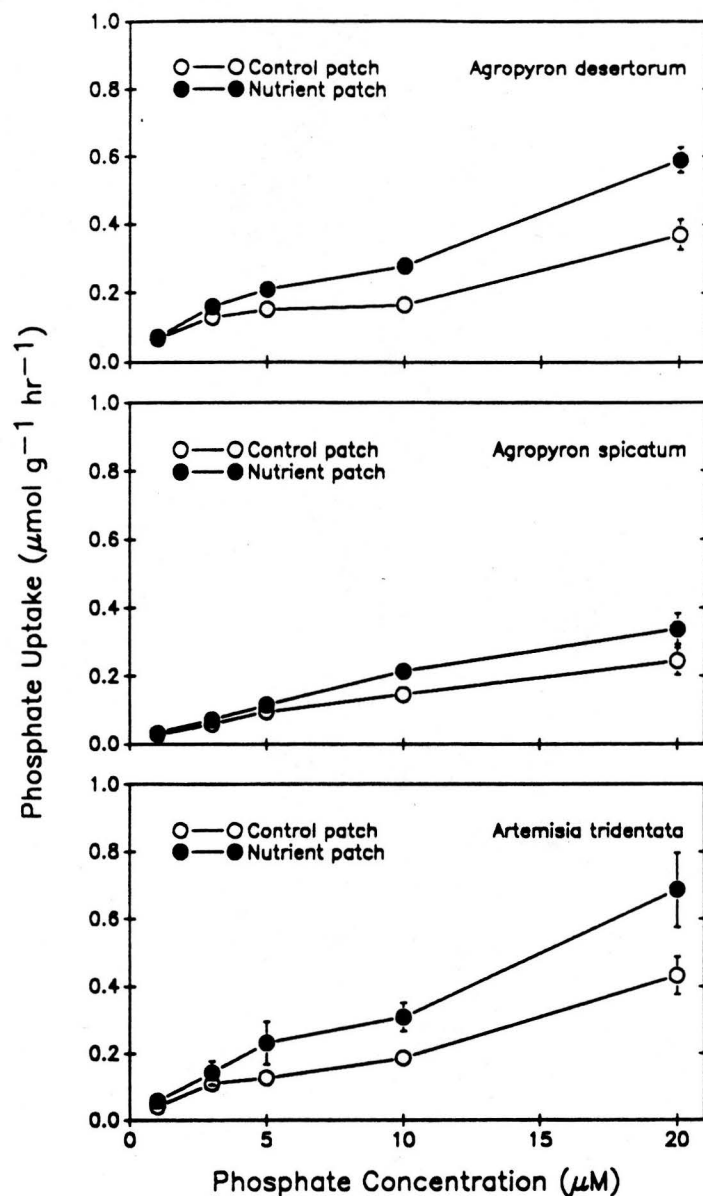 Phosphate Uptake (μmol g⁻¹ hr⁻¹)
1.0
0.8
0.6
0.4
0.2
0.0
Control patch
Nutrient patch
Agropyron desertorum
1.0
0.8
0.6
0.4
0.2
0.0
Control patch
Nutrient patch
Agropyron spicatum
1.0
0.8
0.6
0.4
0.2
0.0
Control patch
Nutrient patch
Artemisia tridentata
0 5 10 15 20
Phosphate Concentration (μM)